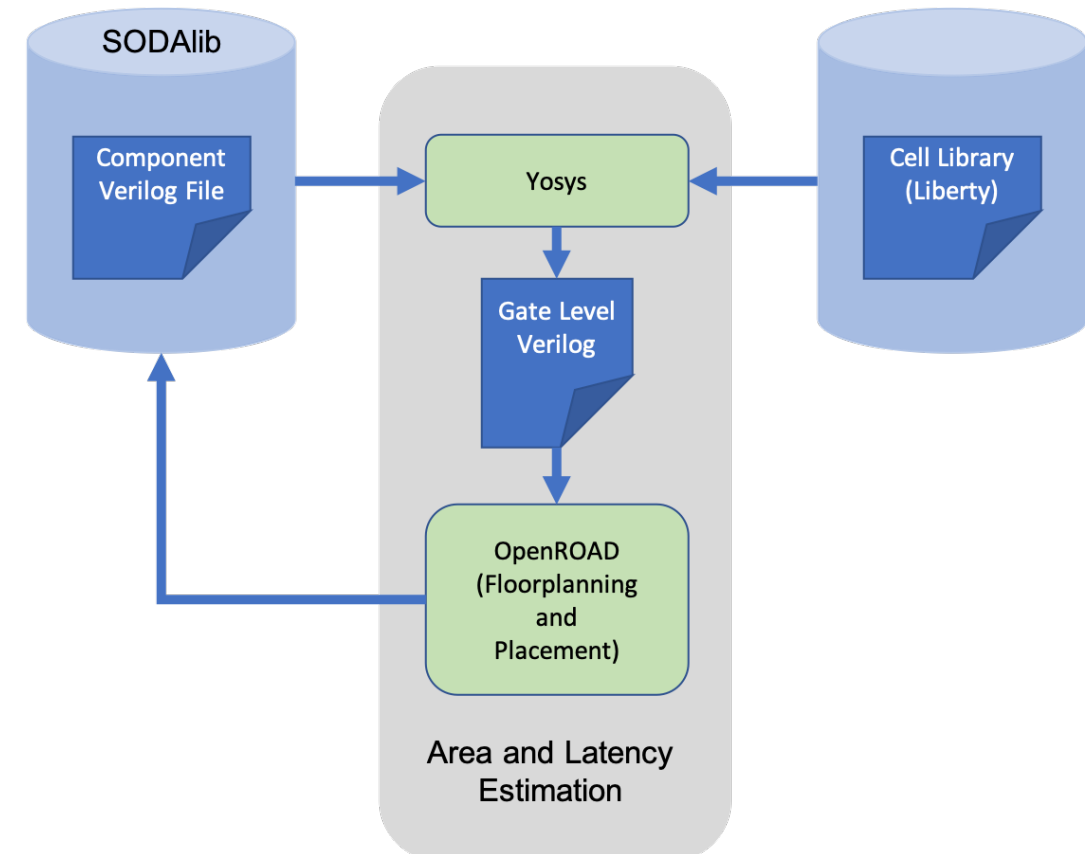 SODAlib
Component
Verilog File
Yosys
Cell Library
(Liberty)
Gate Level
Verilog
OpenROAD
(Floorplanning
and
Placement)
Area and Latency
Estimation